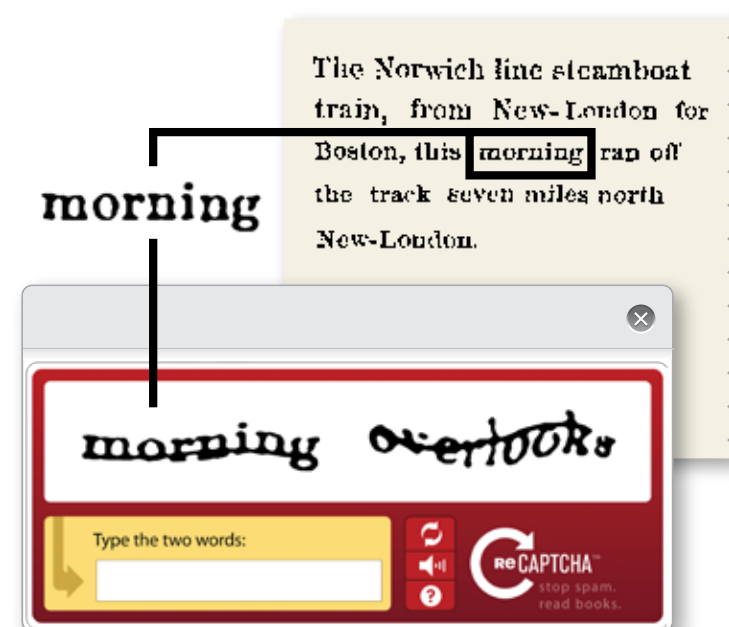 The Norwich line steamboat
train, from New-London for
Boston, this morning ran off
the track seven miles north
New-London.
morning
morning overlooks
Type the two words:
ReCAPTCHA™
stop spam.
read books.